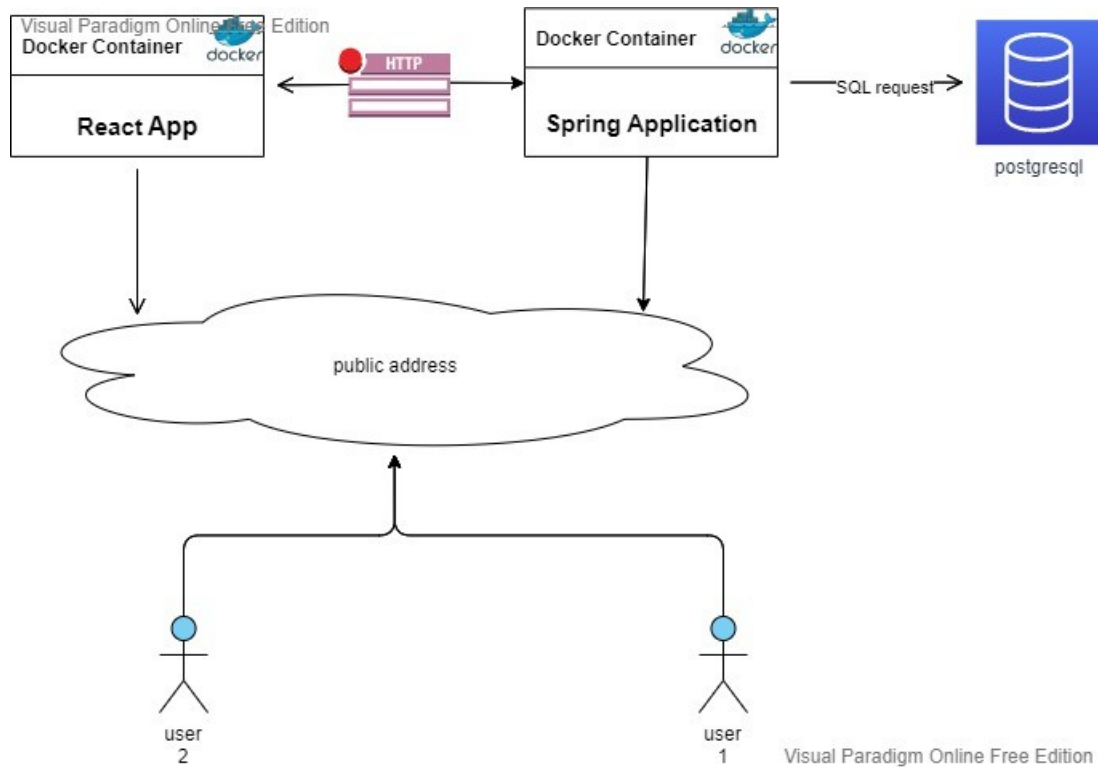 Visual Paradigm Online Free Edition
Docker Container
docker
React App
HTTP
Docker Container
docker
Spring Application
SQL request
postgresql
public address
user
2
user
1
Visual Paradigm Online Free Edition